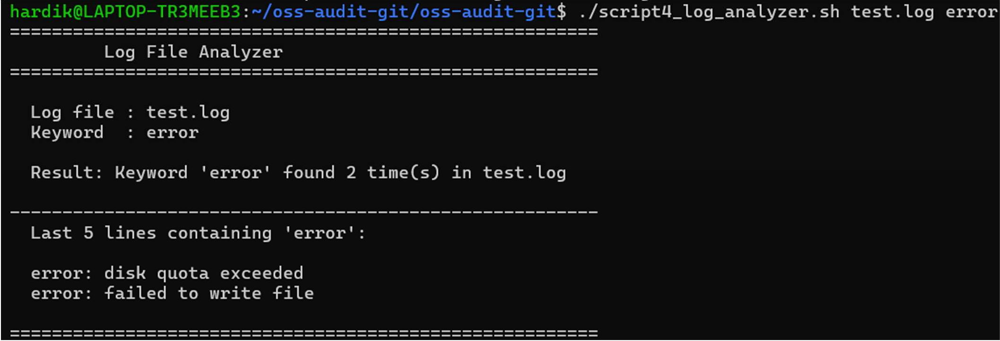 hardik@LAPTOP-TR3MEEB3:~/oss-audit-git/oss-audit-git$ ./script4_log_analyzer.sh test.log error
========================================================
Log File Analyzer
========================================================
Log file : test.log
Keyword  : error
Result: Keyword 'error' found 2 time(s) in test.log
--------------------------------------------------------
Last 5 lines containing 'error':
error: disk quota exceeded
error: failed to write file
========================================================